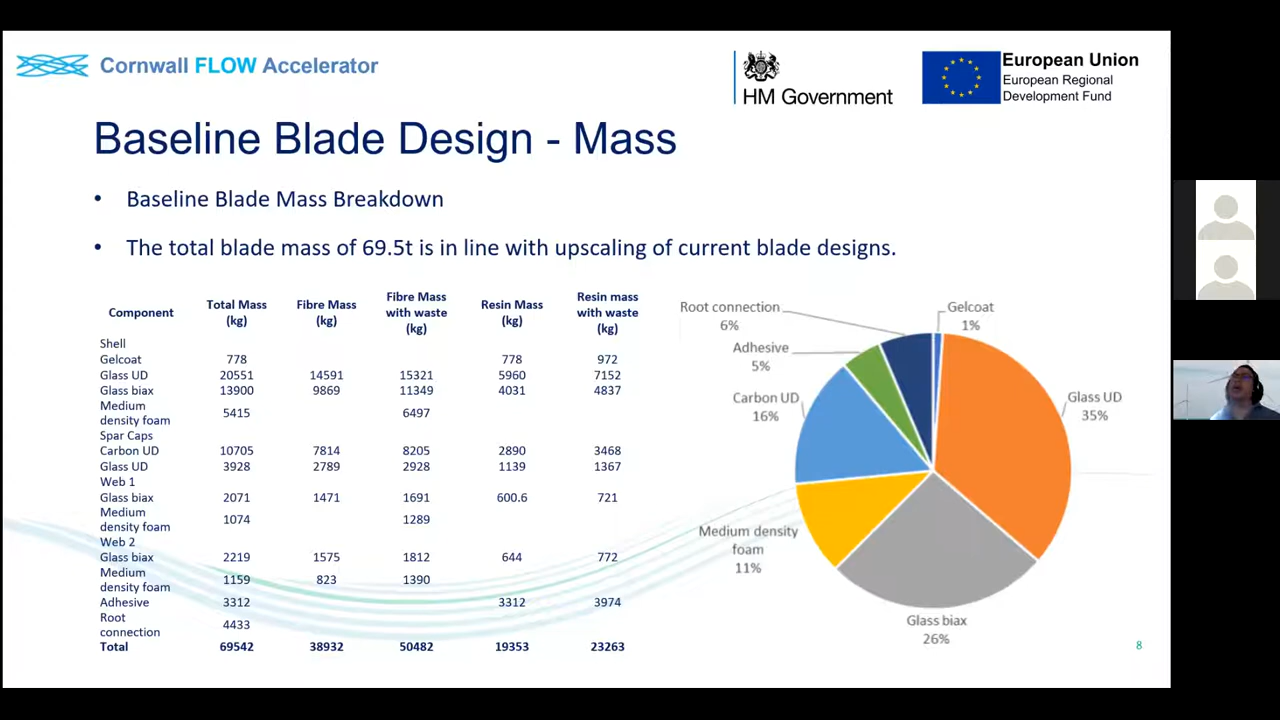 Cornwall FLOW Accelerator
HM Government
European Union
European Regional
Development Fund
Baseline Blade Design - Mass
• Baseline Blade Mass Breakdown
• The total blade mass of 69.5t is in line with upscaling of current blade designs.
Component Total Mass (kg) Fibre Mass (kg) Fibre Mass with waste (kg) Resin Mass (kg) Resin mass with waste (kg)
Shell
Gelcoat 778 778 972
Glass UD 20551 14591 15321 5960 7152
Glass biax 13900 9869 11349 4031 4837
Medium density foam 5415 6497
Spar Caps
Carbon UD 10705 7814 8205 2890 3468
Glass UD 3928 2789 2928 1139 1367
Web 1
Glass biax 2071 1471 1691 600.6 721
Medium density foam 1074 1289
Web 2
Glass biax 2219 1575 1812 644 772
Medium density foam 1159 823 1390
Adhesive 3312 3312 3974
Root connection 4433
Total 69542 38932 50482 19353 23263
Root connection
6%
Gelcoat
1%
Adhesive
5%
Carbon UD
16%
Glass UD
35%
Medium density
foam
11%
Glass biax
26%
8